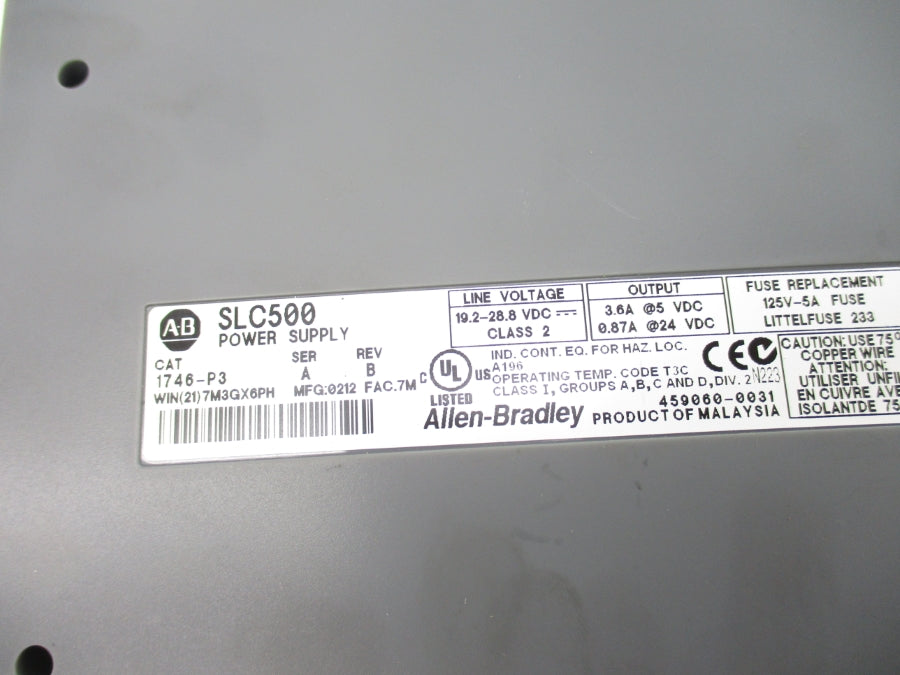 A·B
SLC500
POWER SUPPLY
CAT
1746-P3
SER
A
REV
B
WIN(21)7M3GX6PH MFG:0212 FAC.7M
LINE VOLTAGE
19.2-28.8 VDC
CLASS 2
OUTPUT
3.6A @5 VDC
0.87A @24 VDC
FUSE REPLACEMENT
125V-5A FUSE
LITTELFUSE 233
C UL US
LISTED
IND. CONT. EQ. FOR HAZ. LOC.
A196
OPERATING TEMP. CODE T3C
CLASS I, GROUPS A,B,C AND D,DIV. 2
CE
N223
459060-0031
Allen-Bradley
PRODUCT OF MALAYSIA
CAUTION: USE 75°
COPPER WIRE
ATTENTION:
UTILISER UNFI
EN CUIVRE AVE
ISOLANTDE 75